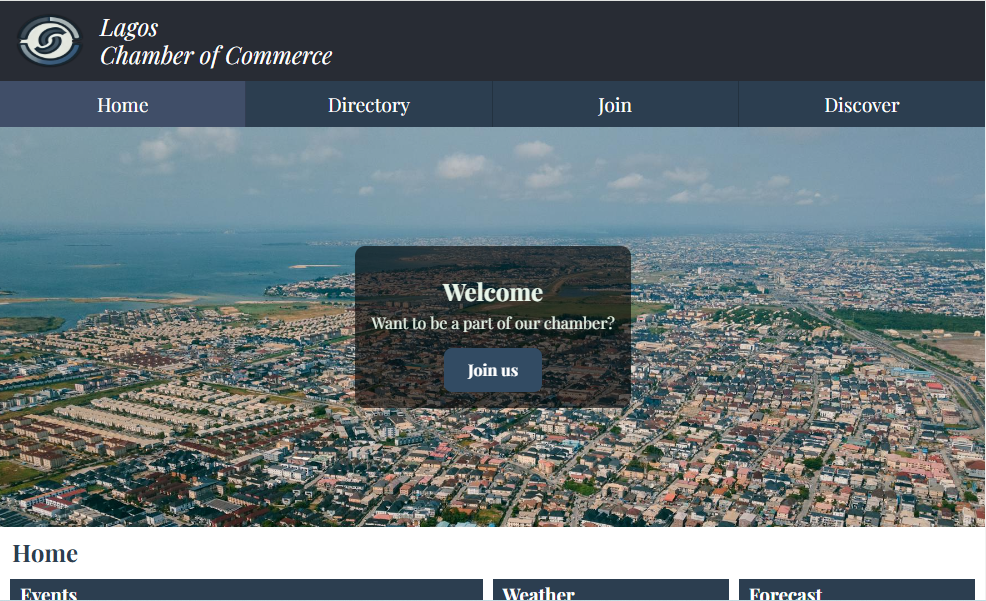 Lagos
Chamber of Commerce
Home
Directory
Join
Discover
Welcome
Want to be a part of our chamber?
Join us
Home
Events
Weather
Forecast